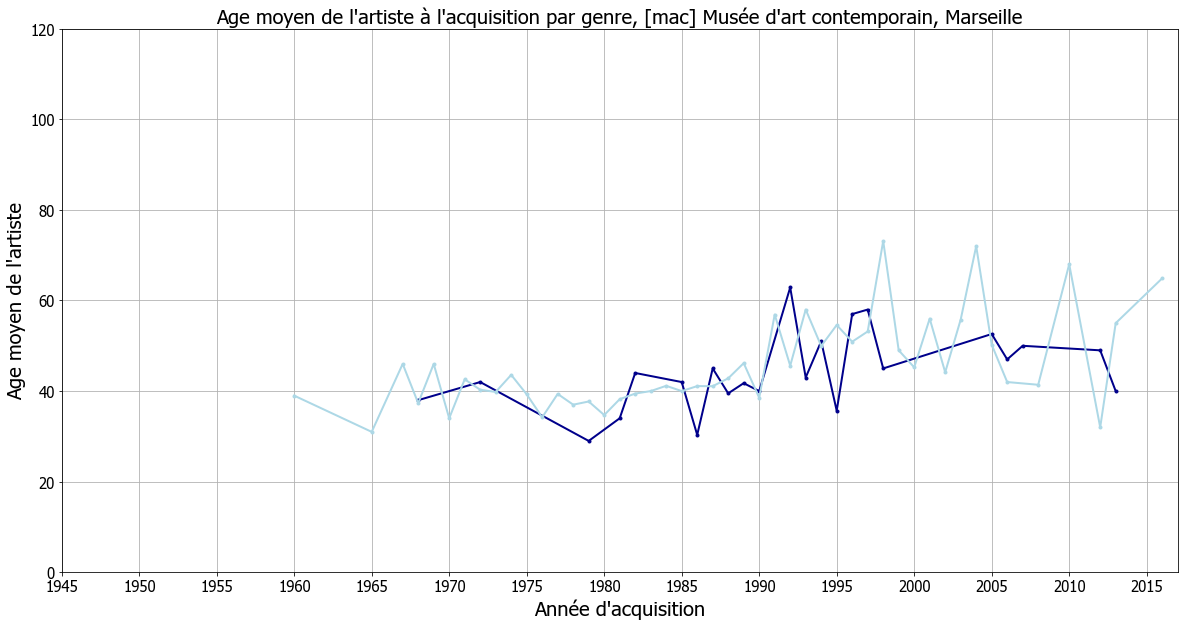 Age moyen de l'artiste à l'acquisition par genre, [mac] Musée d'art contemporain, Marseille
120
100
80
60
40
20
0
Age moyen de l'artiste
1945 1950 1955 1960 1965 1970 1975 1980 1985 1990 1995 2000 2005 2010 2015
Année d'acquisition